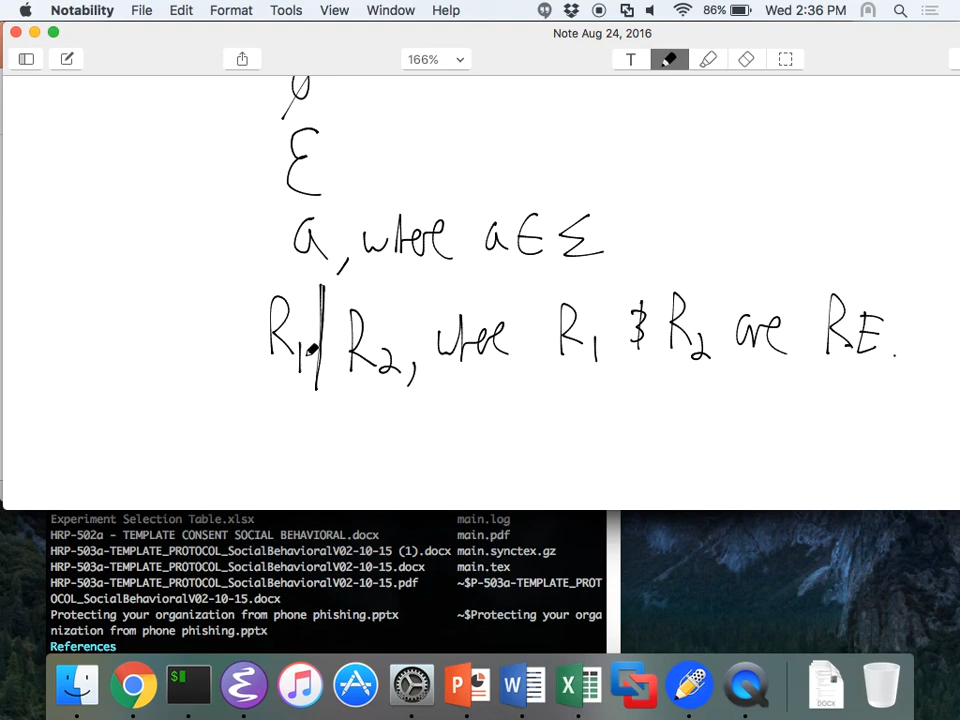 Notability File Edit Format Tools View Window Help 86% Wed 2:36 PM
Note Aug 24, 2016
166% T
∅
ε
a, where a ∈ Σ
R1 | R2, where R1 & R2 are RE.
Experiment Selection Table.xlsx main.log
HRP-502a - TEMPLATE CONSENT SOCIAL BEHAVIORAL.docx main.pdf
HRP-503a-TEMPLATE_PROTOCOL_SocialBehavioralV02-10-15 (1).docx main.synctex.gz
HRP-503a-TEMPLATE_PROTOCOL_SocialBehavioralV02-10-15.docx main.tex
HRP-503a-TEMPLATE_PROTOCOL_SocialBehavioralV02-10-15.pdf ~$P-503a-TEMPLATE_PROT
OCOL_SocialBehavioralV02-10-15.docx
Protecting your organization from phone phishing.pptx ~$Protecting your orga
nization from phone phishing.pptx
References
$ P W X
DOCX